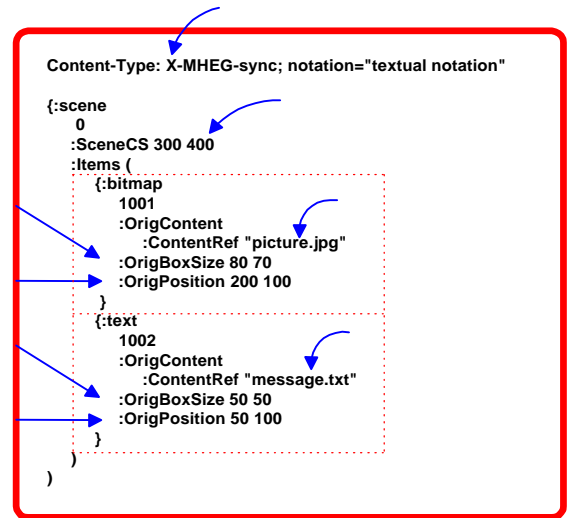 Content-Type: X-MHEG-sync; notation="textual notation"
{:scene
0
:SceneCS 300 400
:Items (
{:bitmap
1001
:OrigContent
:ContentRef "picture.jpg"
:OrigBoxSize 80 70
:OrigPosition 200 100
}
{:text
1002
:OrigContent
:ContentRef "message.txt"
:OrigBoxSize 50 50
:OrigPosition 50 100
}
)
)